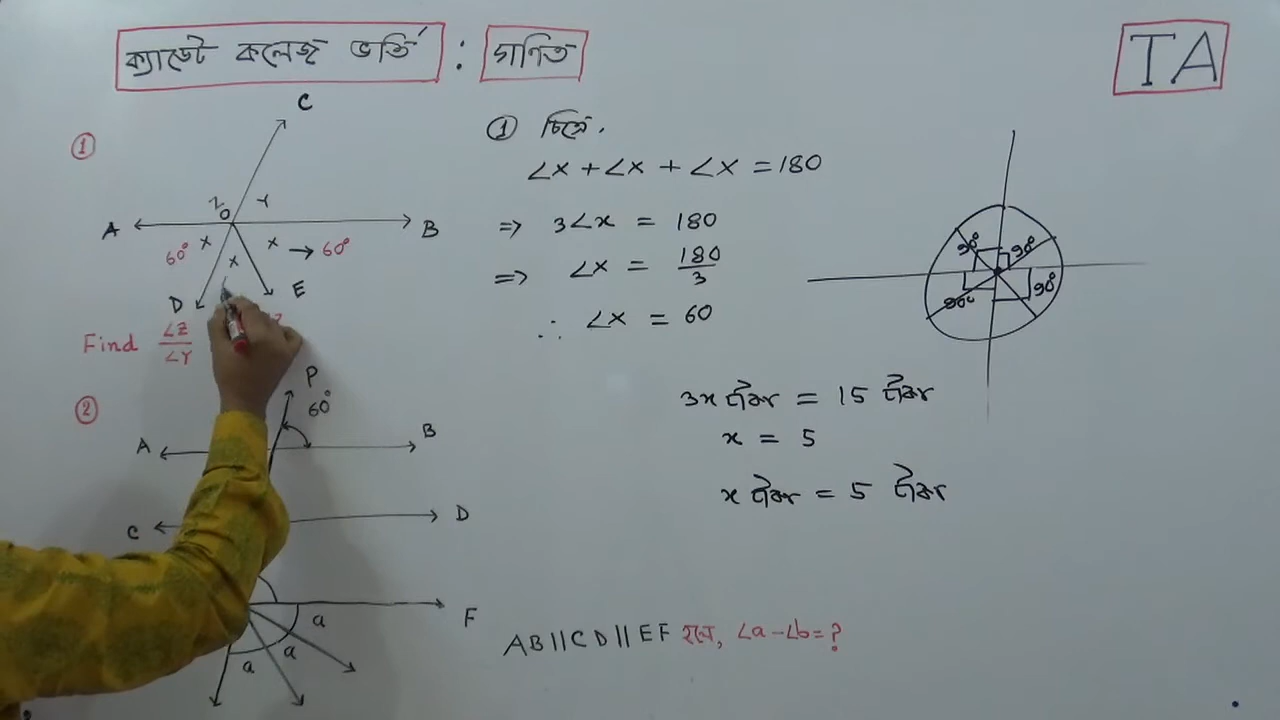 ক্যাডেট কলেজ ভর্তি : গণিত
TA
①
C
Z O Y
A B
60° x x → 60°
x
D E
Find ∠Z/∠Y
① চিত্রে,
∠x + ∠x + ∠x = 180
=> 3∠x = 180
=> ∠x = 180/3
∴ ∠x = 60
90° 90°
90° 90°
3x টাকা = 15 টাকা
x = 5
x টাকা = 5 টাকা
②
P
60°
A B
C D
F
a
a
a
AB||CD||EF হলে, ∠a-∠b=?